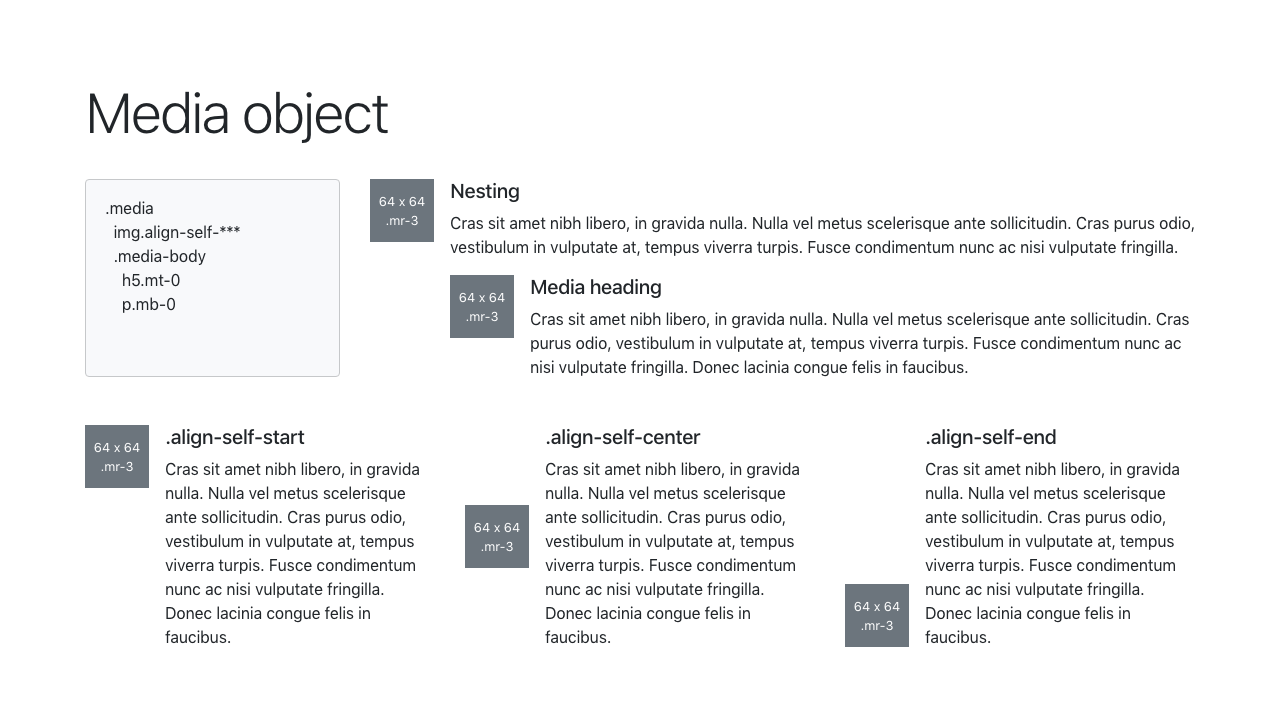 Media object
.media
img.align-self-***
.media-body
h5.mt-0
p.mb-0
64 x 64
.mr-3
Nesting
Cras sit amet nibh libero, in gravida nulla. Nulla vel metus scelerisque ante sollicitudin. Cras purus odio,
vestibulum in vulputate at, tempus viverra turpis. Fusce condimentum nunc ac nisi vulputate fringilla.
64 x 64
.mr-3
Media heading
Cras sit amet nibh libero, in gravida nulla. Nulla vel metus scelerisque ante sollicitudin. Cras
purus odio, vestibulum in vulputate at, tempus viverra turpis. Fusce condimentum nunc ac
nisi vulputate fringilla. Donec lacinia congue felis in faucibus.
64 x 64
.mr-3
.align-self-start
Cras sit amet nibh libero, in gravida
nulla. Nulla vel metus scelerisque
ante sollicitudin. Cras purus odio,
vestibulum in vulputate at, tempus
viverra turpis. Fusce condimentum
nunc ac nisi vulputate fringilla.
Donec lacinia congue felis in
faucibus.
64 x 64
.mr-3
.align-self-center
Cras sit amet nibh libero, in gravida
nulla. Nulla vel metus scelerisque
ante sollicitudin. Cras purus odio,
vestibulum in vulputate at, tempus
viverra turpis. Fusce condimentum
nunc ac nisi vulputate fringilla.
Donec lacinia congue felis in
faucibus.
64 x 64
.mr-3
.align-self-end
Cras sit amet nibh libero, in gravida
nulla. Nulla vel metus scelerisque
ante sollicitudin. Cras purus odio,
vestibulum in vulputate at, tempus
viverra turpis. Fusce condimentum
nunc ac nisi vulputate fringilla.
Donec lacinia congue felis in
faucibus.